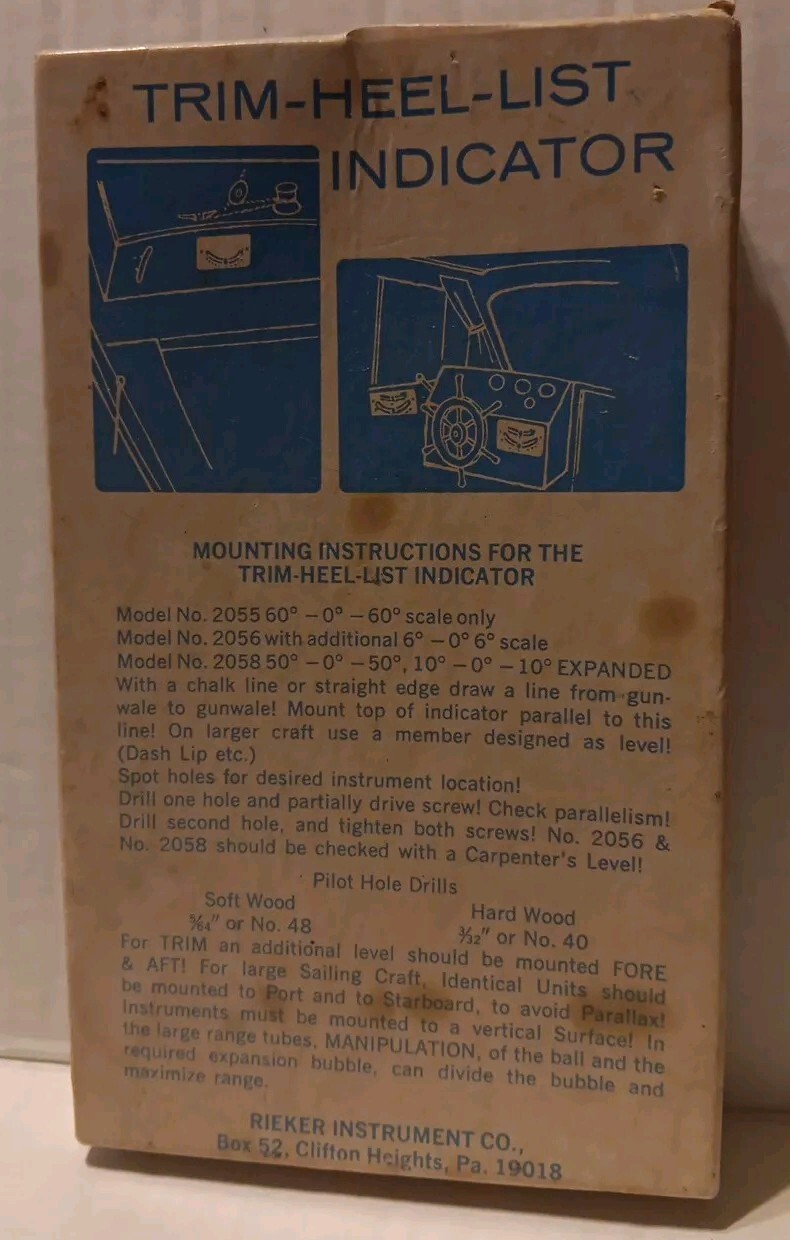 TRIM-HEEL-LIST
INDICATOR
MOUNTING INSTRUCTIONS FOR THE
TRIM-HEEL-LIST INDICATOR
Model No. 2055 60° – 0° – 60° scale only
Model No. 2056 with additional 6° – 0° 6° scale
Model No. 2058 50° – 0° – 50°, 10° – 0° – 10° EXPANDED
With a chalk line or straight edge draw a line from gun-
wale to gunwale! Mount top of indicator parallel to this
line! On larger craft use a member designed as level!
(Dash Lip etc.)
Spot holes for desired instrument location!
Drill one hole and partially drive screw! Check parallelism!
Drill second hole, and tighten both screws! No. 2056 &
No. 2058 should be checked with a Carpenter's Level!
Pilot Hole Drills
Soft Wood
5/64" or No. 48
Hard Wood
3/32" or No. 40
For TRIM an additional level should be mounted FORE
& AFT! For large Sailing Craft, Identical Units should
be mounted to Port and to Starboard, to avoid Parallax!
Instruments must be mounted to a vertical Surface! In
the large range tubes, MANIPULATION, of the ball and the
required expansion bubble, can divide the bubble and
maximize range.
RIEKER INSTRUMENT CO.,
Box 52, Clifton Heights, Pa. 19018